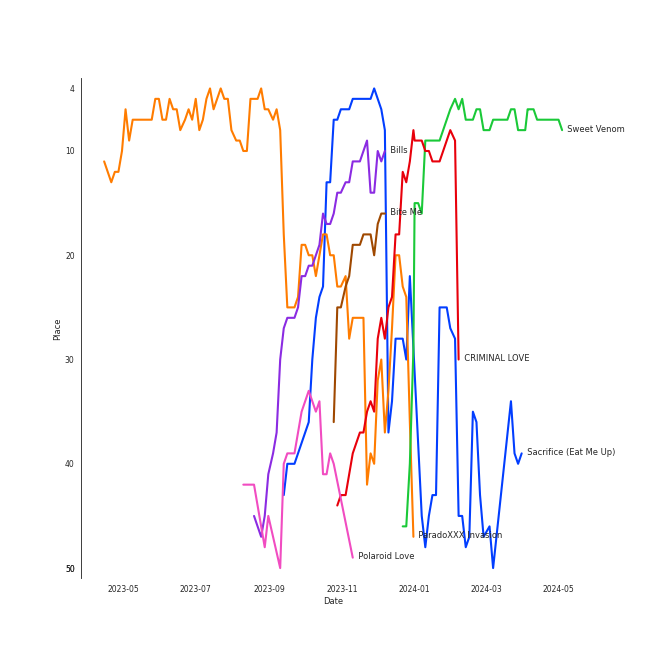 4
10
20
30
40
50
Place
Sweet Venom
Bills
Bite Me
CRIMINAL LOVE
Sacrifice (Eat Me Up)
ParadoXXX Invasion
Polaroid Love
2023-05
2023-07
2023-09
2023-11
2024-01
2024-03
2024-05
Date